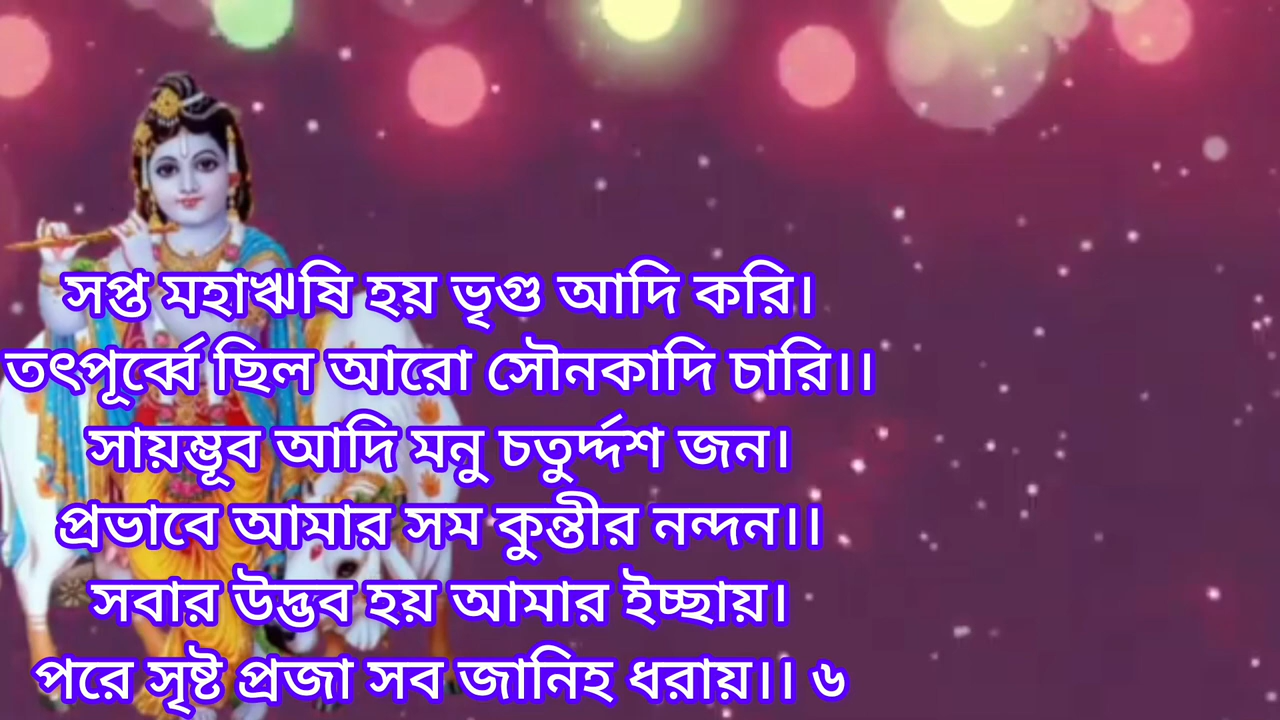 সপ্ত মহাঋষি হয় ভৃগু আদি করি।
তৎপূর্ব্বে ছিল আরো সৌনকাদি চারি।।
সায়ম্ভূব আদি মনু চতুর্দ্দশ জন।
প্রভাবে আমার সম কুন্তীর নন্দন।।
সবার উদ্ভব হয় আমার ইচ্ছায়।
পরে সৃষ্ট প্রজা সব জানিহ ধরায়।। ৬